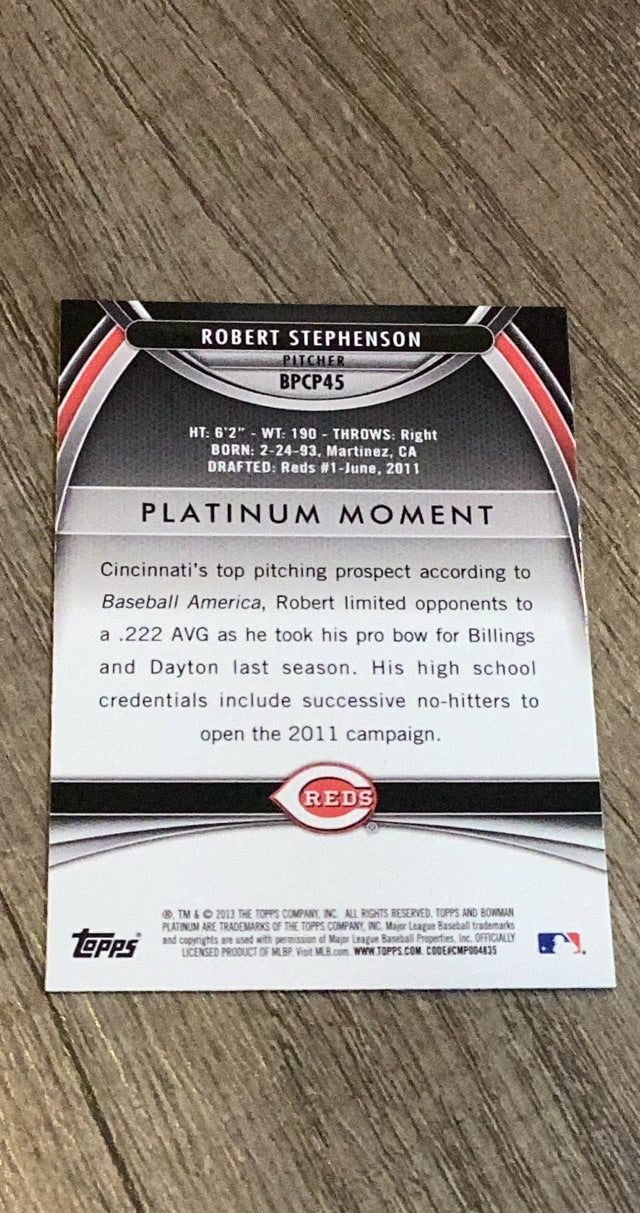 ROBERT STEPHENSON
PITCHER
BPCP45
HT: 6'2" - WT: 190 - THROWS: Right
BORN: 2-24-93, Martinez, CA
DRAFTED: Reds #1-June, 2011
PLATINUM MOMENT
Cincinnati's top pitching prospect according to
Baseball America, Robert limited opponents to
a .222 AVG as he took his pro bow for Billings
and Dayton last season. His high school
credentials include successive no-hitters to
open the 2011 campaign.
REDS
®, TM & © 2013 THE TOPPS COMPANY, INC. ALL RIGHTS RESERVED. TOPPS AND BOWMAN
PLATINUM ARE TRADEMARKS OF THE TOPPS COMPANY, INC. Major League Baseball trademarks
and copyrights are used with permission of Major League Baseball Properties, Inc. OFFICIALLY
LICENSED PRODUCT OF MLBP. Visit MLB.com. WWW.TOPPS.COM. CODE#CMP004835
TOPPS